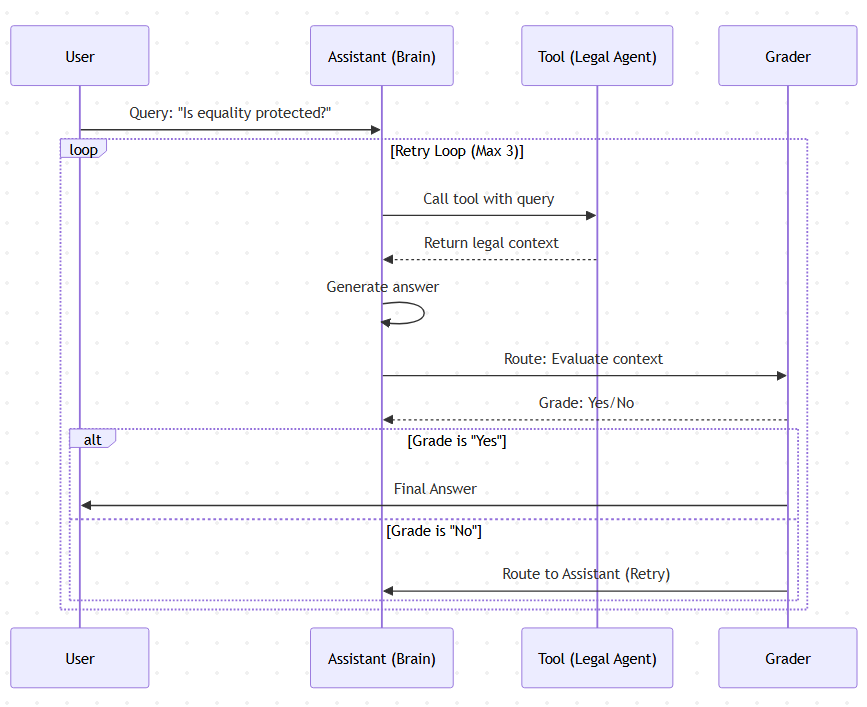 User
Assistant (Brain)
Tool (Legal Agent)
Grader
Query: "Is equality protected?"
loop
[Retry Loop (Max 3)]
Call tool with query
Return legal context
Generate answer
Route: Evaluate context
Grade: Yes/No
alt
[Grade is "Yes"]
Final Answer
[Grade is "No"]
Route to Assistant (Retry)
User
Assistant (Brain)
Tool (Legal Agent)
Grader